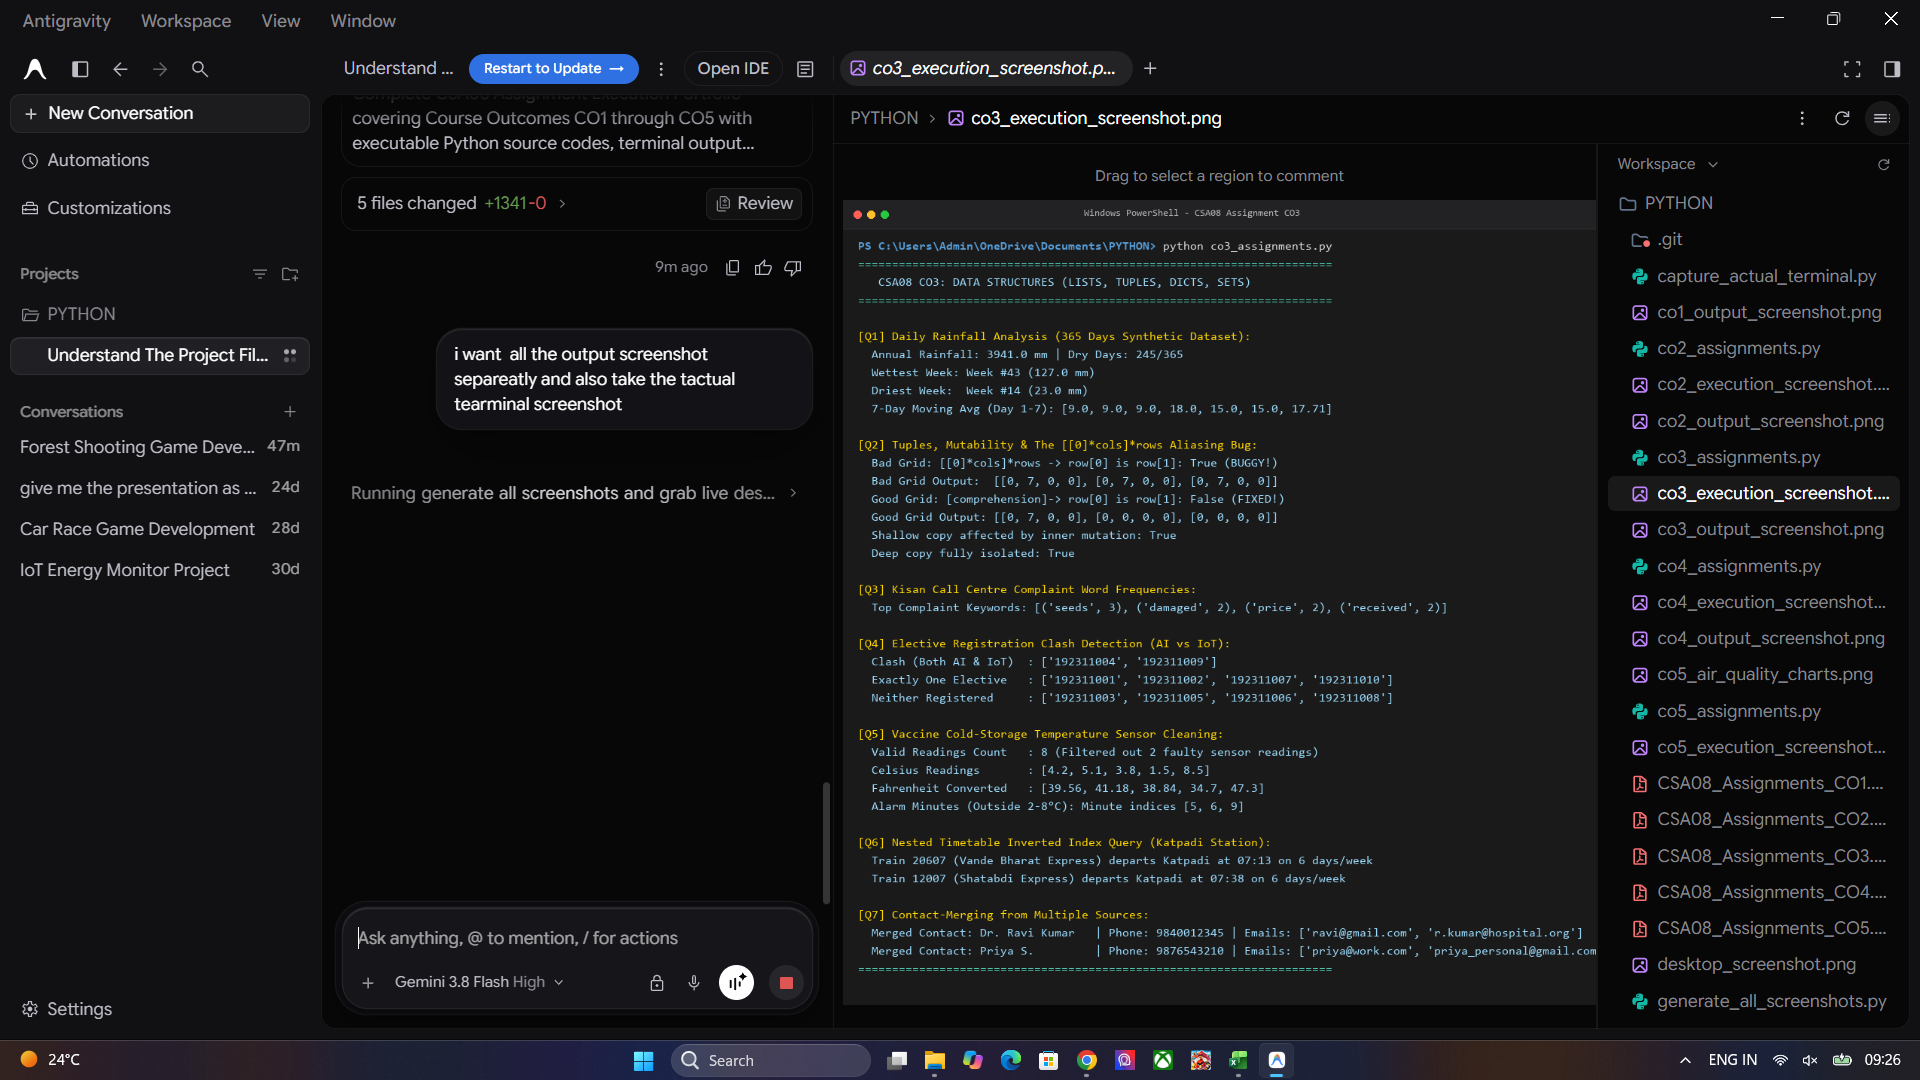 Antigravity Workspace View Window
Understand ... Restart to Update → Open IDE co3_execution_screenshot.p...
New Conversation
Automations
Customizations
Projects
PYTHON
Understand The Project Fil...
Conversations
Forest Shooting Game Deve... 47m
give me the presentation as ... 24d
Car Race Game Development 28d
IoT Energy Monitor Project 30d
Settings
covering Course Outcomes CO1 through CO5 with
executable Python source codes, terminal output...
5 files changed +1341-0 > Review
9m ago
i want all the output screenshot
separeatly and also take the tactual
tearminal screenshot
Running generate all screenshots and grab live des... >
Ask anything, @ to mention, / for actions
Gemini 3.8 Flash High
PYTHON > co3_execution_screenshot.png
Drag to select a region to comment
Windows PowerShell - CSA08 Assignment CO3
PS C:\Users\Admin\OneDrive\Documents\PYTHON> python co3_assignments.py
======================================================================
CSA08 CO3: DATA STRUCTURES (LISTS, TUPLES, DICTS, SETS)
======================================================================
[Q1] Daily Rainfall Analysis (365 Days Synthetic Dataset):
Annual Rainfall: 3941.0 mm | Dry Days: 245/365
Wettest Week: Week #43 (127.0 mm)
Driest Week: Week #14 (23.0 mm)
7-Day Moving Avg (Day 1-7): [9.0, 9.0, 9.0, 18.0, 15.0, 15.0, 17.71]
[Q2] Tuples, Mutability & The [[0]*cols]*rows Aliasing Bug:
Bad Grid: [[0]*cols]*rows -> row[0] is row[1]: True (BUGGY!)
Bad Grid Output: [[0, 7, 0, 0], [0, 7, 0, 0], [0, 7, 0, 0]]
Good Grid: [comprehension]-> row[0] is row[1]: False (FIXED!)
Good Grid Output: [[0, 7, 0, 0], [0, 0, 0, 0], [0, 0, 0, 0]]
Shallow copy affected by inner mutation: True
Deep copy fully isolated: True
[Q3] Kisan Call Centre Complaint Word Frequencies:
Top Complaint Keywords: [('seeds', 3), ('damaged', 2), ('price', 2), ('received', 2)]
[Q4] Elective Registration Clash Detection (AI vs IoT):
Clash (Both AI & IoT) : ['192311004', '192311009']
Exactly One Elective : ['192311001', '192311002', '192311007', '192311010']
Neither Registered : ['192311003', '192311005', '192311006', '192311008']
[Q5] Vaccine Cold-Storage Temperature Sensor Cleaning:
Valid Readings Count : 8 (Filtered out 2 faulty sensor readings)
Celsius Readings : [4.2, 5.1, 3.8, 1.5, 8.5]
Fahrenheit Converted : [39.56, 41.18, 38.84, 34.7, 47.3]
Alarm Minutes (Outside 2-8°C): Minute indices [5, 6, 9]
[Q6] Nested Timetable Inverted Index Query (Katpadi Station):
Train 20607 (Vande Bharat Express) departs Katpadi at 07:13 on 6 days/week
Train 12007 (Shatabdi Express) departs Katpadi at 07:38 on 6 days/week
[Q7] Contact-Merging from Multiple Sources:
Merged Contact: Dr. Ravi Kumar | Phone: 9840012345 | Emails: ['ravi@gmail.com', 'r.kumar@hospital.org']
Merged Contact: Priya S. | Phone: 9876543210 | Emails: ['priya@work.com', 'priya_personal@gmail.com
======================================================================
Workspace
PYTHON
.git
capture_actual_terminal.py
co1_output_screenshot.png
co2_assignments.py
co2_execution_screenshot....
co2_output_screenshot.png
co3_assignments.py
co3_execution_screenshot....
co3_output_screenshot.png
co4_assignments.py
co4_execution_screenshot...
co4_output_screenshot.png
co5_air_quality_charts.png
co5_assignments.py
co5_execution_screenshot...
CSA08_Assignments_CO1....
CSA08_Assignments_CO2....
CSA08_Assignments_CO3....
CSA08_Assignments_CO4....
CSA08_Assignments_CO5....
desktop_screenshot.png
generate_all_screenshots.py
24°C Search ENG IN 09:26